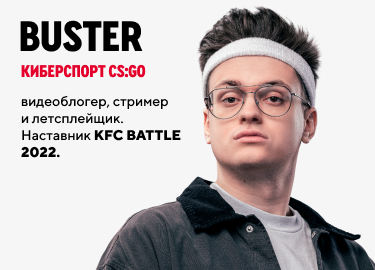 BUSTER
КИБЕРСПОРТ CS:GO
видеоблогер, стример
и летсплейщик.
Наставник KFC BATTLE
2022.